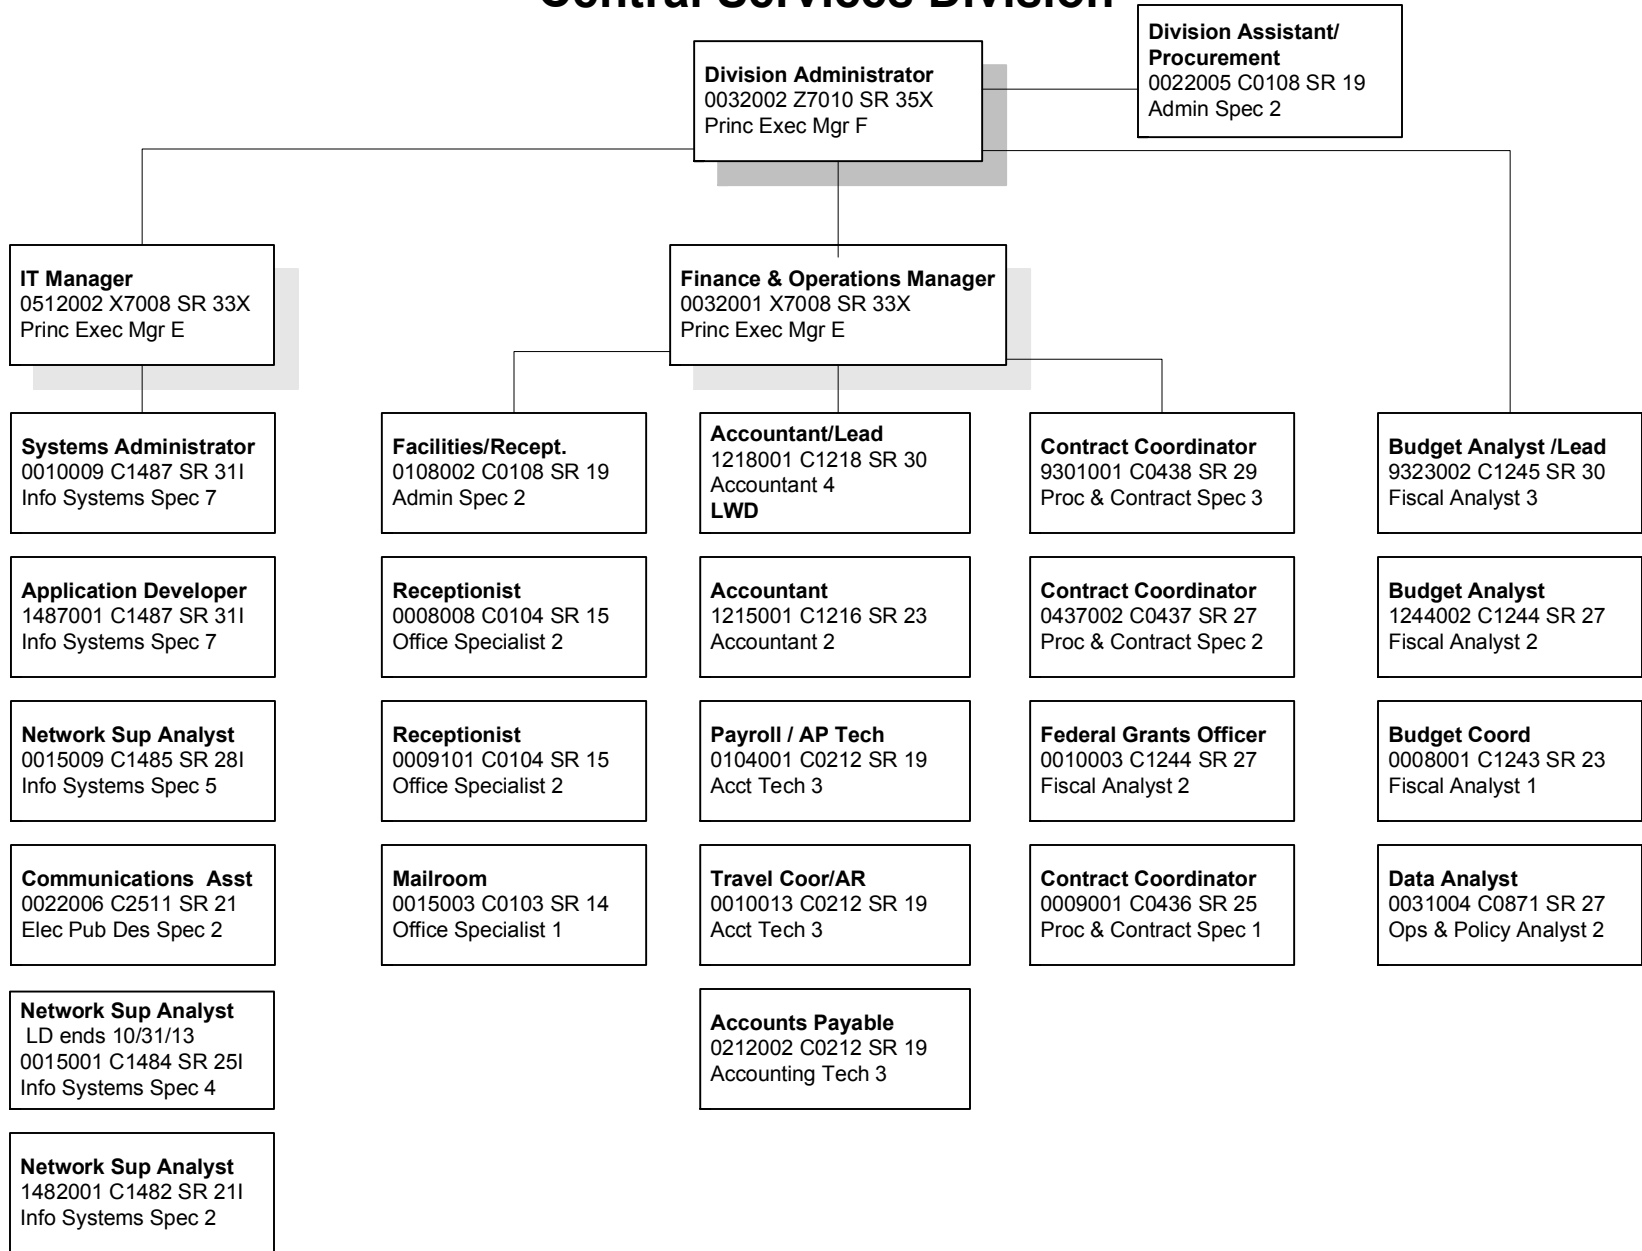 Central Services Division
Division Assistant/
Procurement
0022005 C0108 SR 19
Admin Spec 2
Division Administrator
0032002 Z7010 SR 35X
Princ Exec Mgr F
IT Manager
0512002 X7008 SR 33X
Princ Exec Mgr E
Finance & Operations Manager
0032001 X7008 SR 33X
Princ Exec Mgr E
Systems Administrator
0010009 C1487 SR 31I
Info Systems Spec 7
Application Developer
1487001 C1487 SR 31I
Info Systems Spec 7
Network Sup Analyst
0015009 C1485 SR 28I
Info Systems Spec 5
Communications  Asst
0022006 C2511 SR 21
Elec Pub Des Spec 2
Network Sup Analyst
LD ends 10/31/13
0015001 C1484 SR 25I
Info Systems Spec 4
Network Sup Analyst
1482001 C1482 SR 21I
Info Systems Spec 2
Facilities/Recept.
0108002 C0108 SR 19
Admin Spec 2
Receptionist
0008008 C0104 SR 15
Office Specialist 2
Receptionist
0009101 C0104 SR 15
Office Specialist 2
Mailroom
0015003 C0103 SR 14
Office Specialist 1
Accountant/Lead
1218001 C1218 SR 30
Accountant 4
LWD
Accountant
1215001 C1216 SR 23
Accountant 2
Payroll / AP Tech
0104001 C0212 SR 19
Acct Tech 3
Travel Coor/AR
0010013 C0212 SR 19
Acct Tech 3
Accounts Payable
0212002 C0212 SR 19
Accounting Tech 3
Contract Coordinator
9301001 C0438 SR 29
Proc & Contract Spec 3
Contract Coordinator
0437002 C0437 SR 27
Proc & Contract Spec 2
Federal Grants Officer
0010003 C1244 SR 27
Fiscal Analyst 2
Contract Coordinator
0009001 C0436 SR 25
Proc & Contract Spec 1
Budget Analyst /Lead
9323002 C1245 SR 30
Fiscal Analyst 3
Budget Analyst
1244002 C1244 SR 27
Fiscal Analyst 2
Budget Coord
0008001 C1243 SR 23
Fiscal Analyst 1
Data Analyst
0031004 C0871 SR 27
Ops & Policy Analyst 2